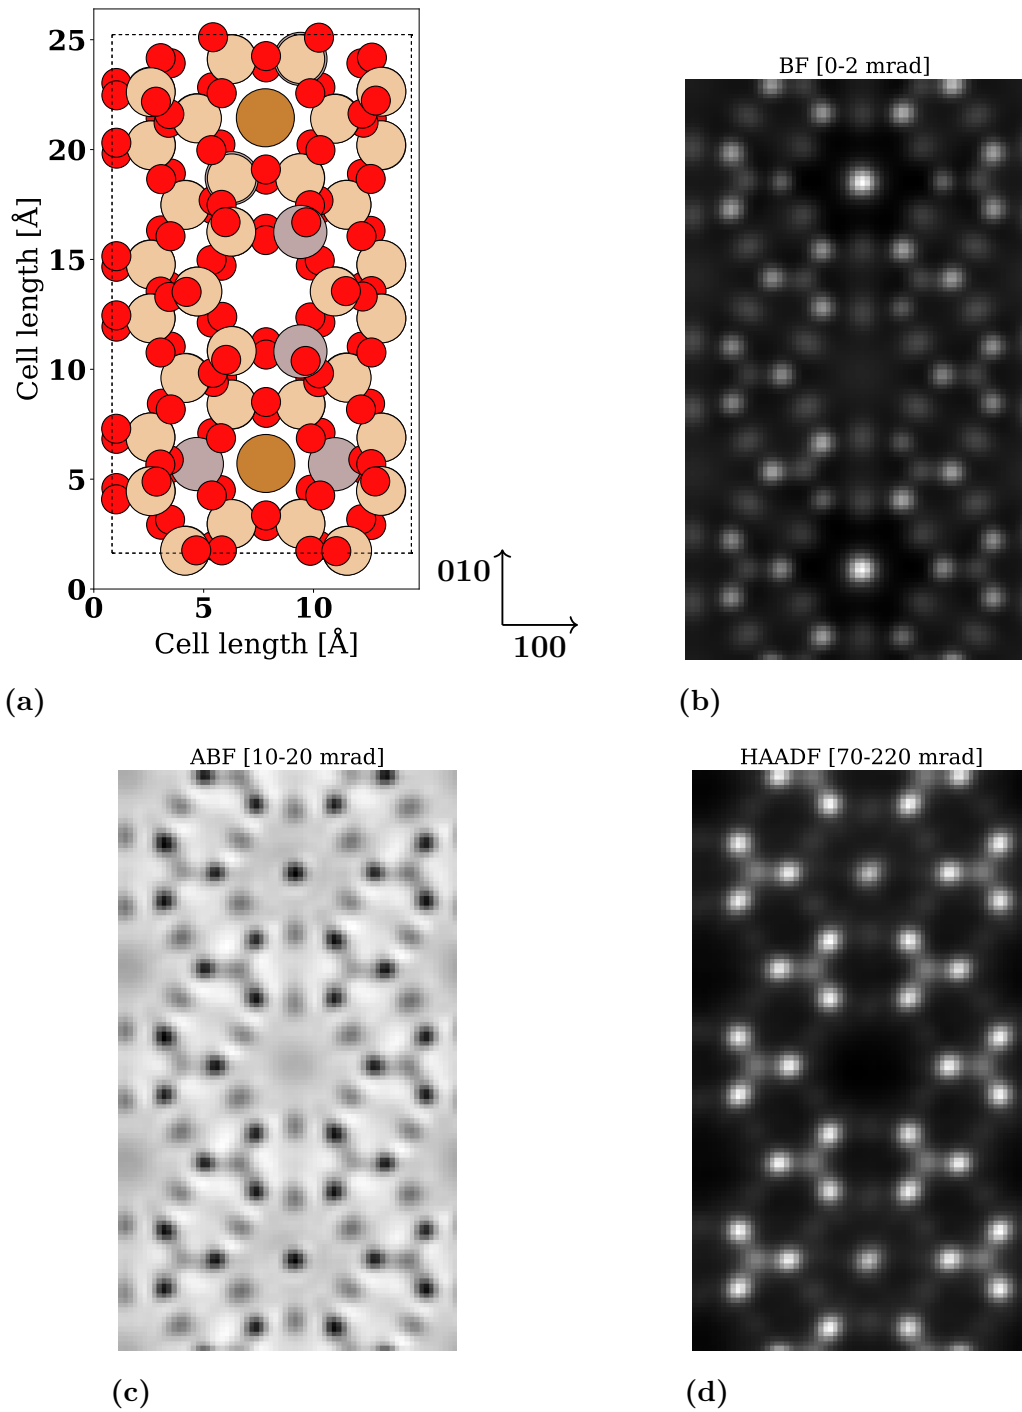 25
20
15
10
5
0
Cell length [Å]
0 5 10
Cell length [Å]
010
100
(a)
BF [0-2 mrad]
(b)
ABF [10-20 mrad]
(c)
HAADF [70-220 mrad]
(d)